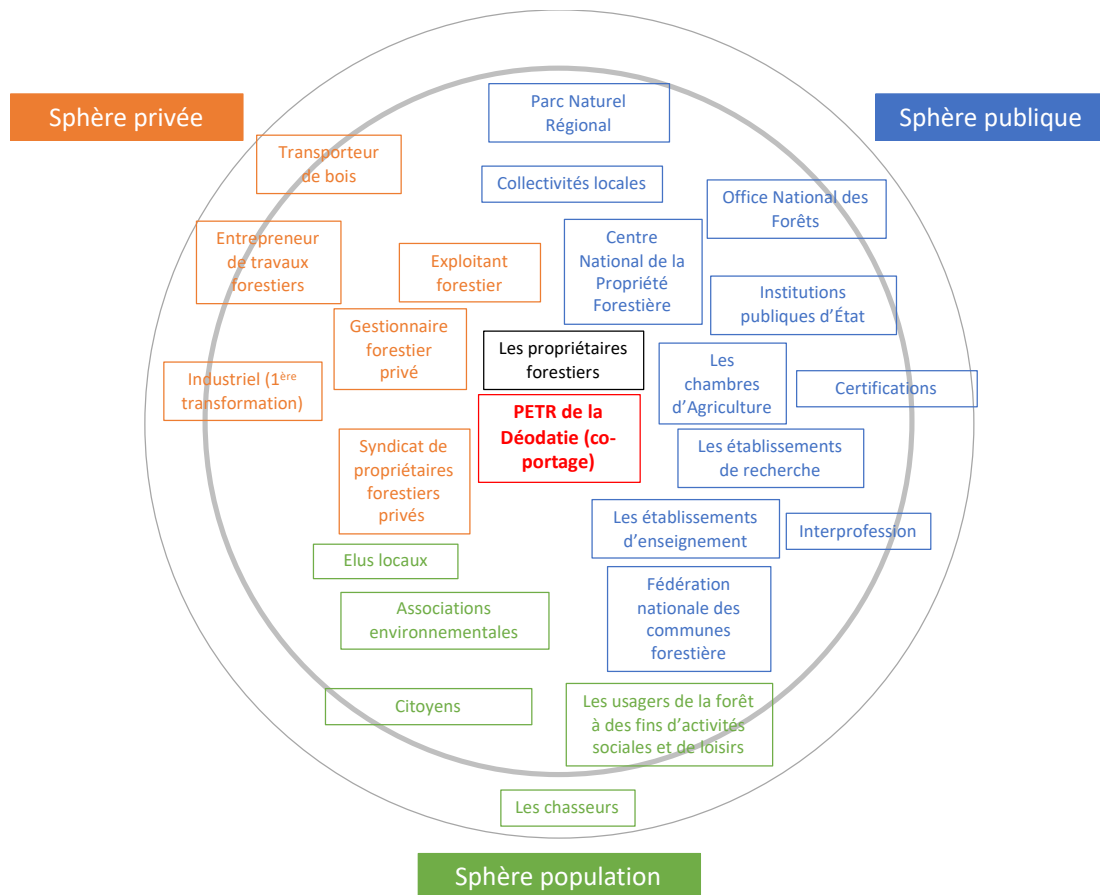 Sphère privée
Sphère publique
Parc Naturel
Régional
Transporteur
de bois
Collectivités locales
Office National des
Forêts
Entrepreneur
de travaux
forestiers
Exploitant
forestier
Centre
National de la
Propriété
Forestière
Institutions
publiques d’État
Gestionnaire
forestier
privé
Les propriétaires
forestiers
Les
chambres
d’Agriculture
Industriel (1ère
transformation)
Certifications
PETR de la
Déodatie (co-
portage)
Syndicat de
propriétaires
forestiers
privés
Les établissements
de recherche
Les établissements
d’enseignement
Interprofession
Elus locaux
Associations
environnementales
Fédération
nationale des
communes
forestière
Citoyens
Les usagers de la forêt
à des fins d’activités
sociales et de loisirs
Les chasseurs
Sphère population